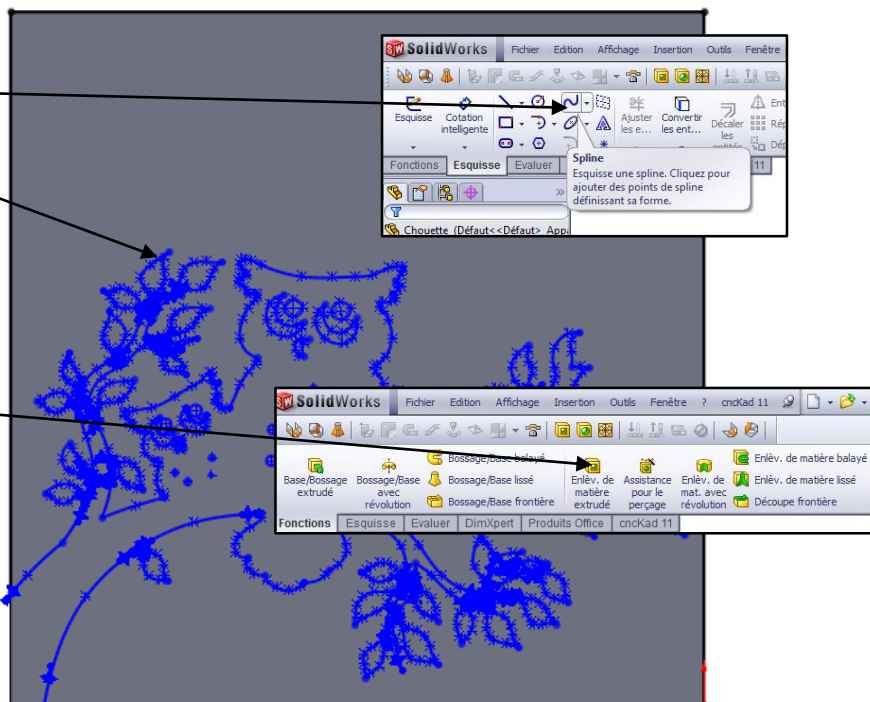 SolidWorks Fichier Edition Affichage Insertion Outils Fenêtre
Esquisse
Cotation
intelligente
Ajuster
les e...
Convertir
les ent...
Décaler
les
Ent
Rép
Dép
Fonctions Esquisse Evaluer 11
Spline
Esquisse une spline. Cliquez pour
ajouter des points de spline
définissant sa forme.
Chouette (Défaut<<Défaut> App
SolidWorks Fichier Edition Affichage Insertion Outils Fenêtre ? cncKad 11
Base/Bossage
extrudé
Bossage/Base
avec
révolution
Bossage/Base balayé
Bossage/Base lissé
Bossage/Base frontière
Enlèv. de
matière
extrudé
Assistance
pour le
perçage
Enlèv. de
mat. avec
révolution
Enlèv. de matière balayé
Enlèv. de matière lissé
Découpe frontière
Fonctions Esquisse Evaluer DimXpert Produits Office cncKad 11